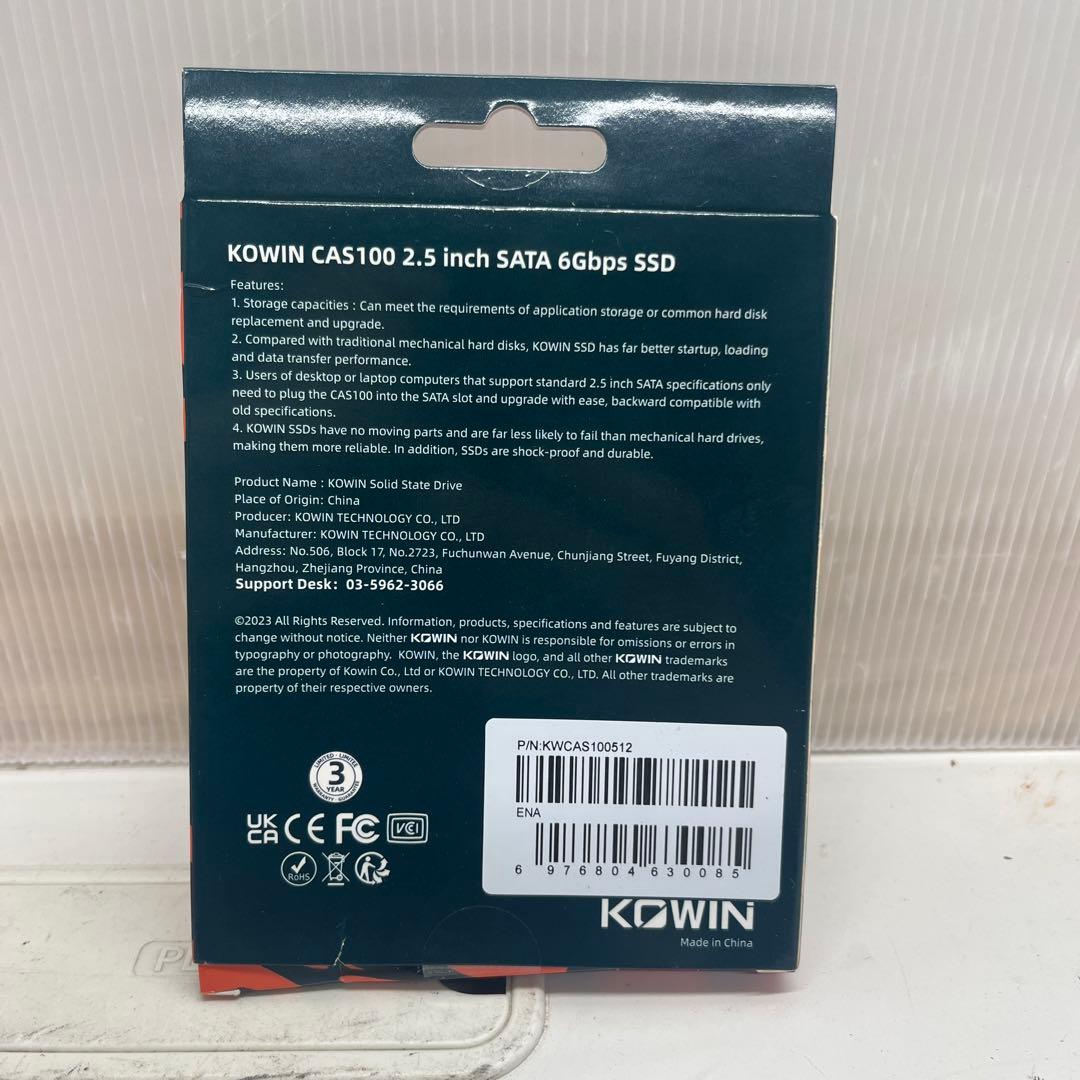 KOWIN CAS100 2.5 inch SATA 6Gbps SSD
Features:
1. Storage capacities : Can meet the requirements of application storage or common hard disk
replacement and upgrade.
2. Compared with traditional mechanical hard disks, KOWIN SSD has far better startup, loading
and data transfer performance.
3. Users of desktop or laptop computers that support standard 2.5 inch SATA specifications only
need to plug the CAS100 into the SATA slot and upgrade with ease, backward compatible with
old specifications.
4. KOWIN SSDs have no moving parts and are far less likely to fail than mechanical hard drives,
making them more reliable. In addition, SSDs are shock-proof and durable.
Product Name : KOWIN Solid State Drive
Place of Origin: China
Producer: KOWIN TECHNOLOGY CO., LTD
Manufacturer: KOWIN TECHNOLOGY CO., LTD
Address: No.506, Block 17, No.2723, Fuchunwan Avenue, Chunjiang Street, Fuyang District,
Hangzhou, Zhejiang Province, China
Support Desk: 03-5962-3066
©2023 All Rights Reserved. Information, products, specifications and features are subject to
change without notice. Neither KOWIN nor KOWIN is responsible for omissions or errors in
typography or photography. KOWIN, the KOWIN logo, and all other KOWIN trademarks
are the property of Kowin Co., Ltd or KOWIN TECHNOLOGY CO., LTD. All other trademarks are
property of their respective owners.
P/N:KWCAS100512
ENA
6 976804 630085
LIMITED · LIMITED
3
YEAR
WARRANTY · GUARANTEE
UK
CA CE FC VCI
RoHS
KOWIN
Made in China